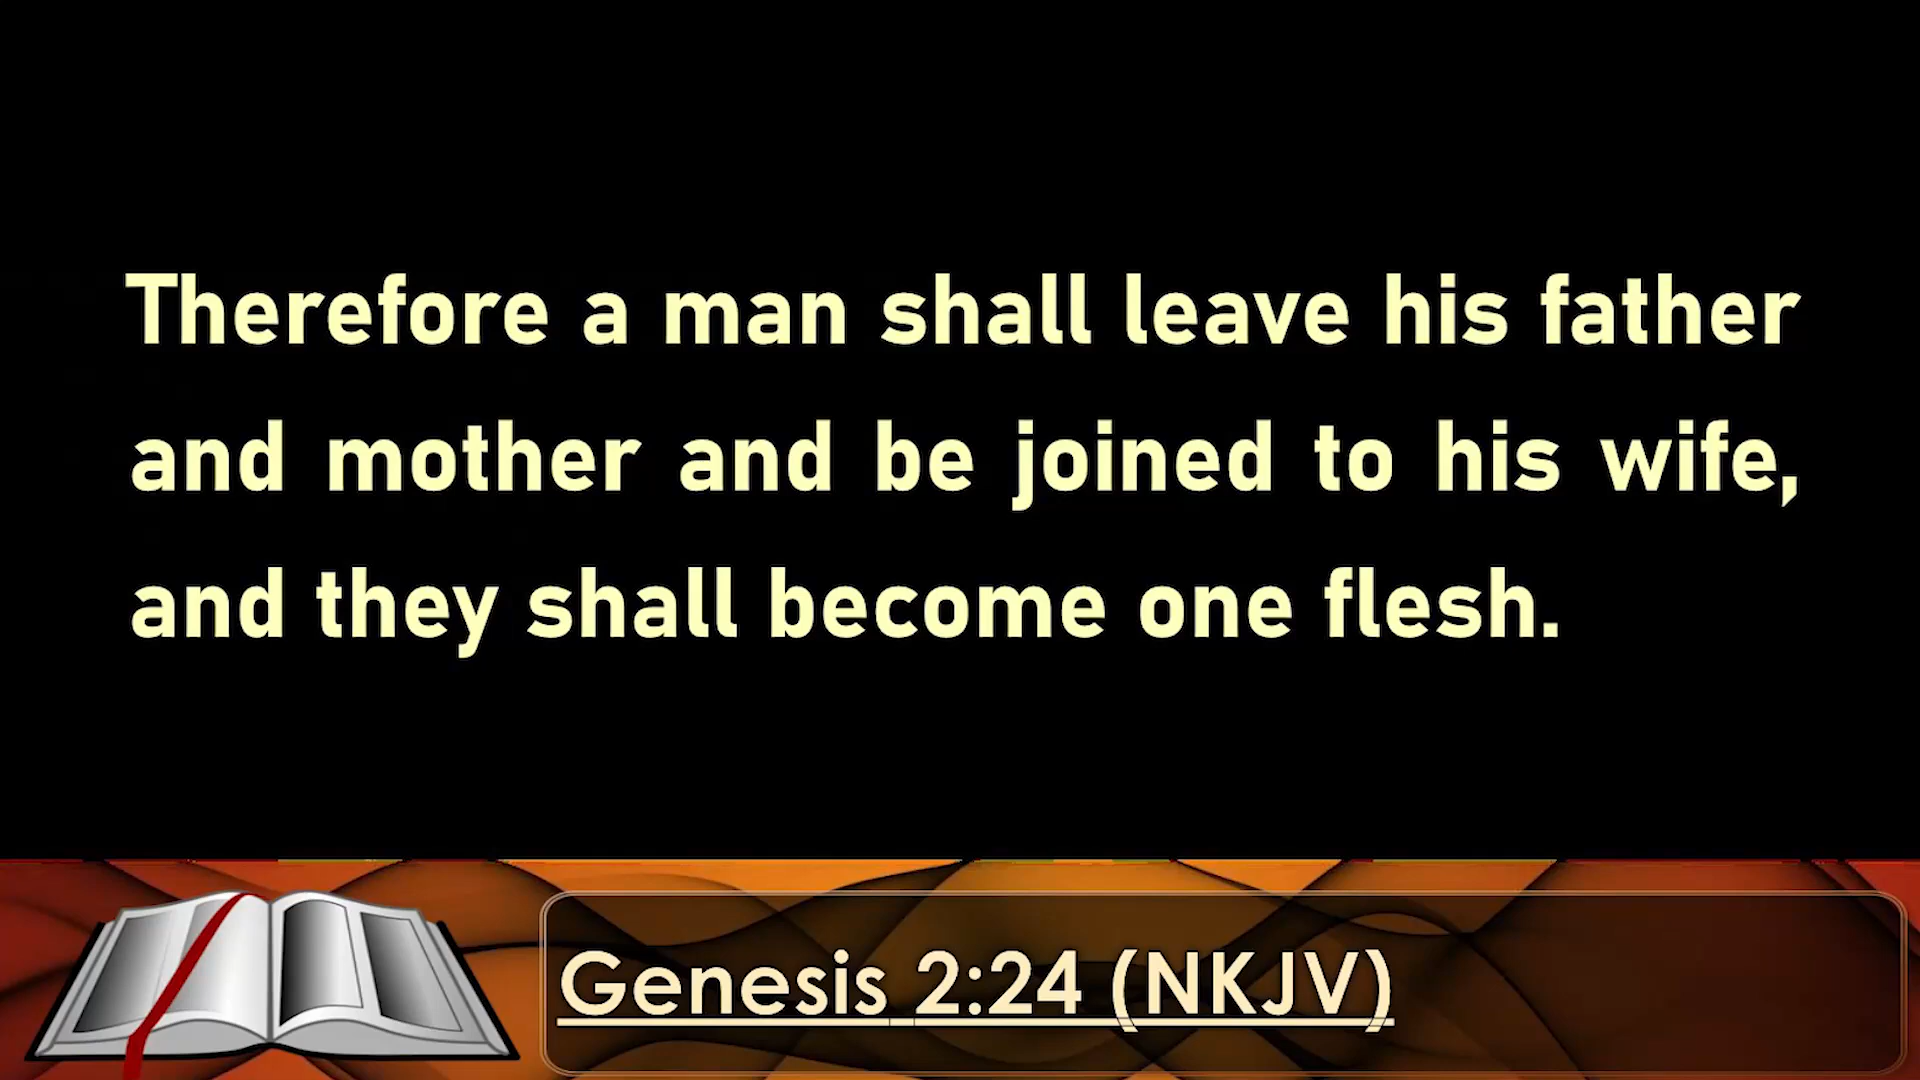 Therefore a man shall leave his father
and mother and be joined to his wife,
and they shall become one flesh.
Genesis 2:24 (NKJV)